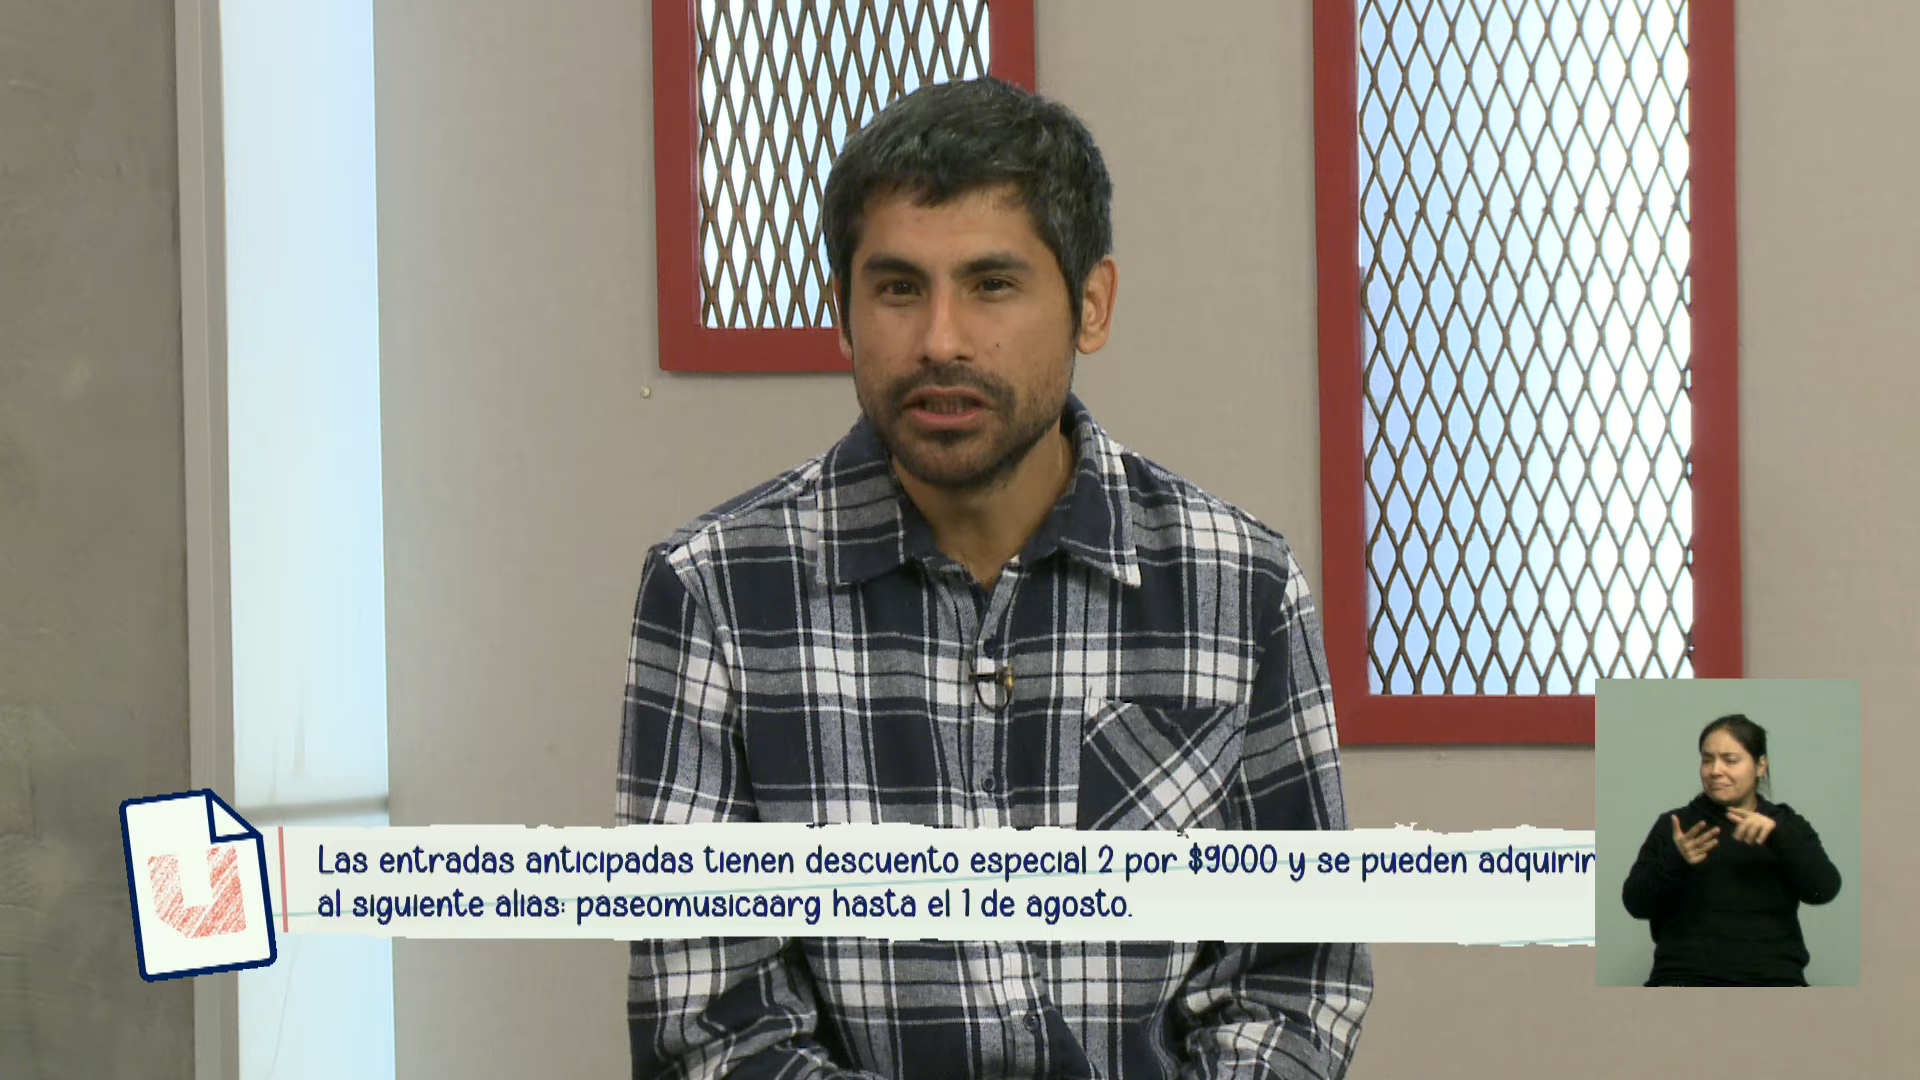 Las entradas anticipadas tienen descuento especial 2 por $9000 y se pueden adquirir
al siguiente alias: paseomusicaarg hasta el 1 de agosto.